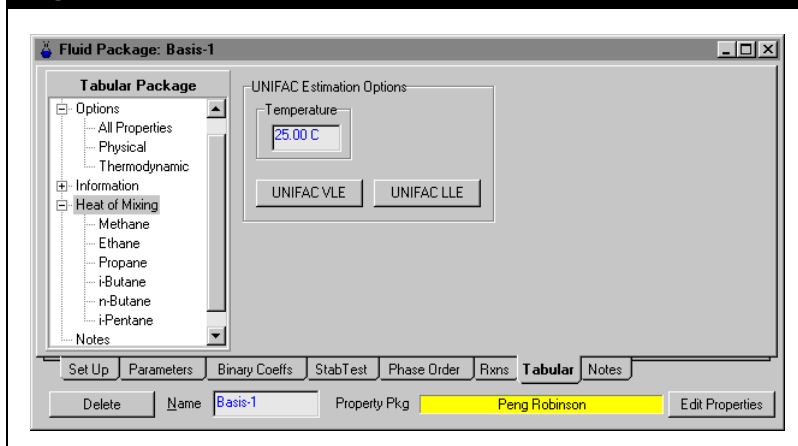 Fluid Package: Basis-1
Tabular Package
Options
All Properties
Physical
Thermodynamic
Information
Heat of Mixing
Methane
Ethane
Propane
i-Butane
n-Butane
i-Pentane
Notes
UNIFAC Estimation Options
Temperature
25.00 C
UNIFAC VLE UNIFAC LLE
Set Up Parameters Binary Coeffs StabTest Phase Order Rxns Tabular Notes
Delete Name Basis-1 Property Pkg Peng Robinson Edit Properties